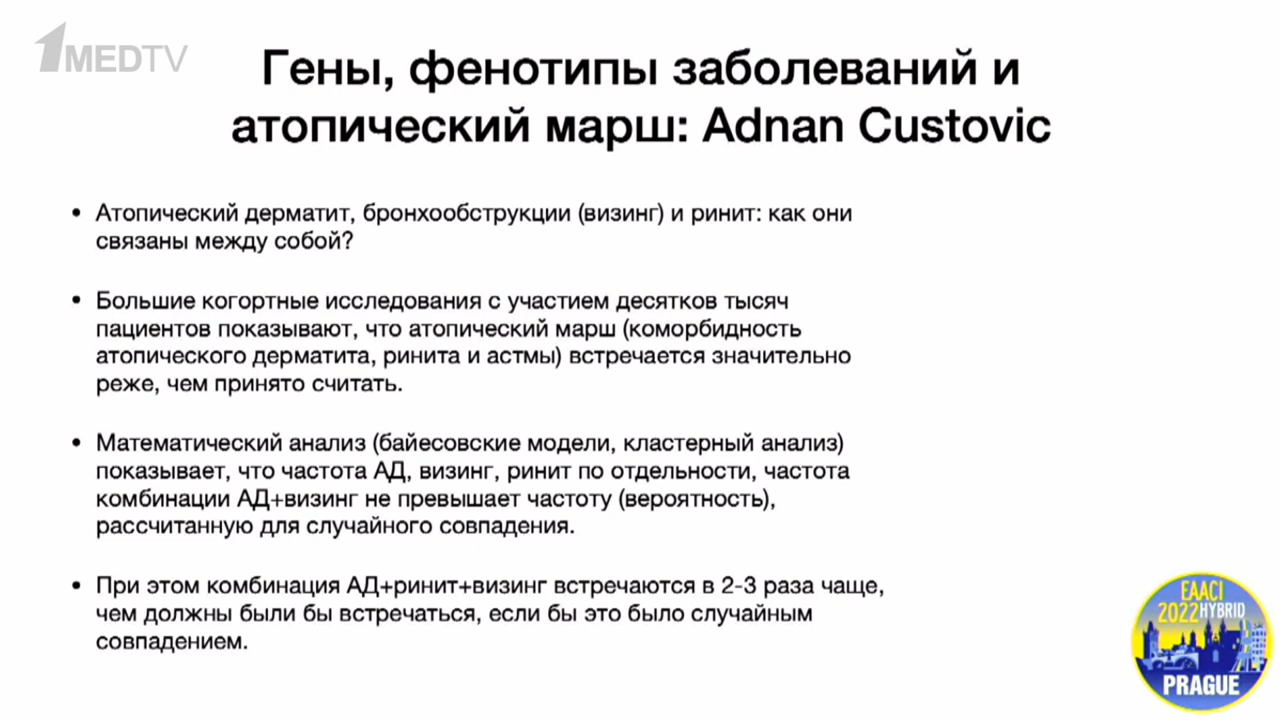 1MEDTV
Гены, фенотипы заболеваний и
атопический марш: Adnan Custovic
• Атопический дерматит, бронхообструкции (визинг) и ринит: как они
связаны между собой?
• Большие когортные исследования с участием десятков тысяч
пациентов показывают, что атопический марш (коморбидность
атопического дерматита, ринита и астмы) встречается значительно
реже, чем принято считать.
• Математический анализ (байесовские модели, кластерный анализ)
показывает, что частота АД, визинг, ринит по отдельности, частота
комбинации АД+визинг не превышает частоту (вероятность),
рассчитанную для случайного совпадения.
• При этом комбинация АД+ринит+визинг встречаются в 2-3 раза чаще,
чем должны были бы встречаться, если бы это было случайным
совпадением.
EAACI
2022 HYBRID
PRAGUE